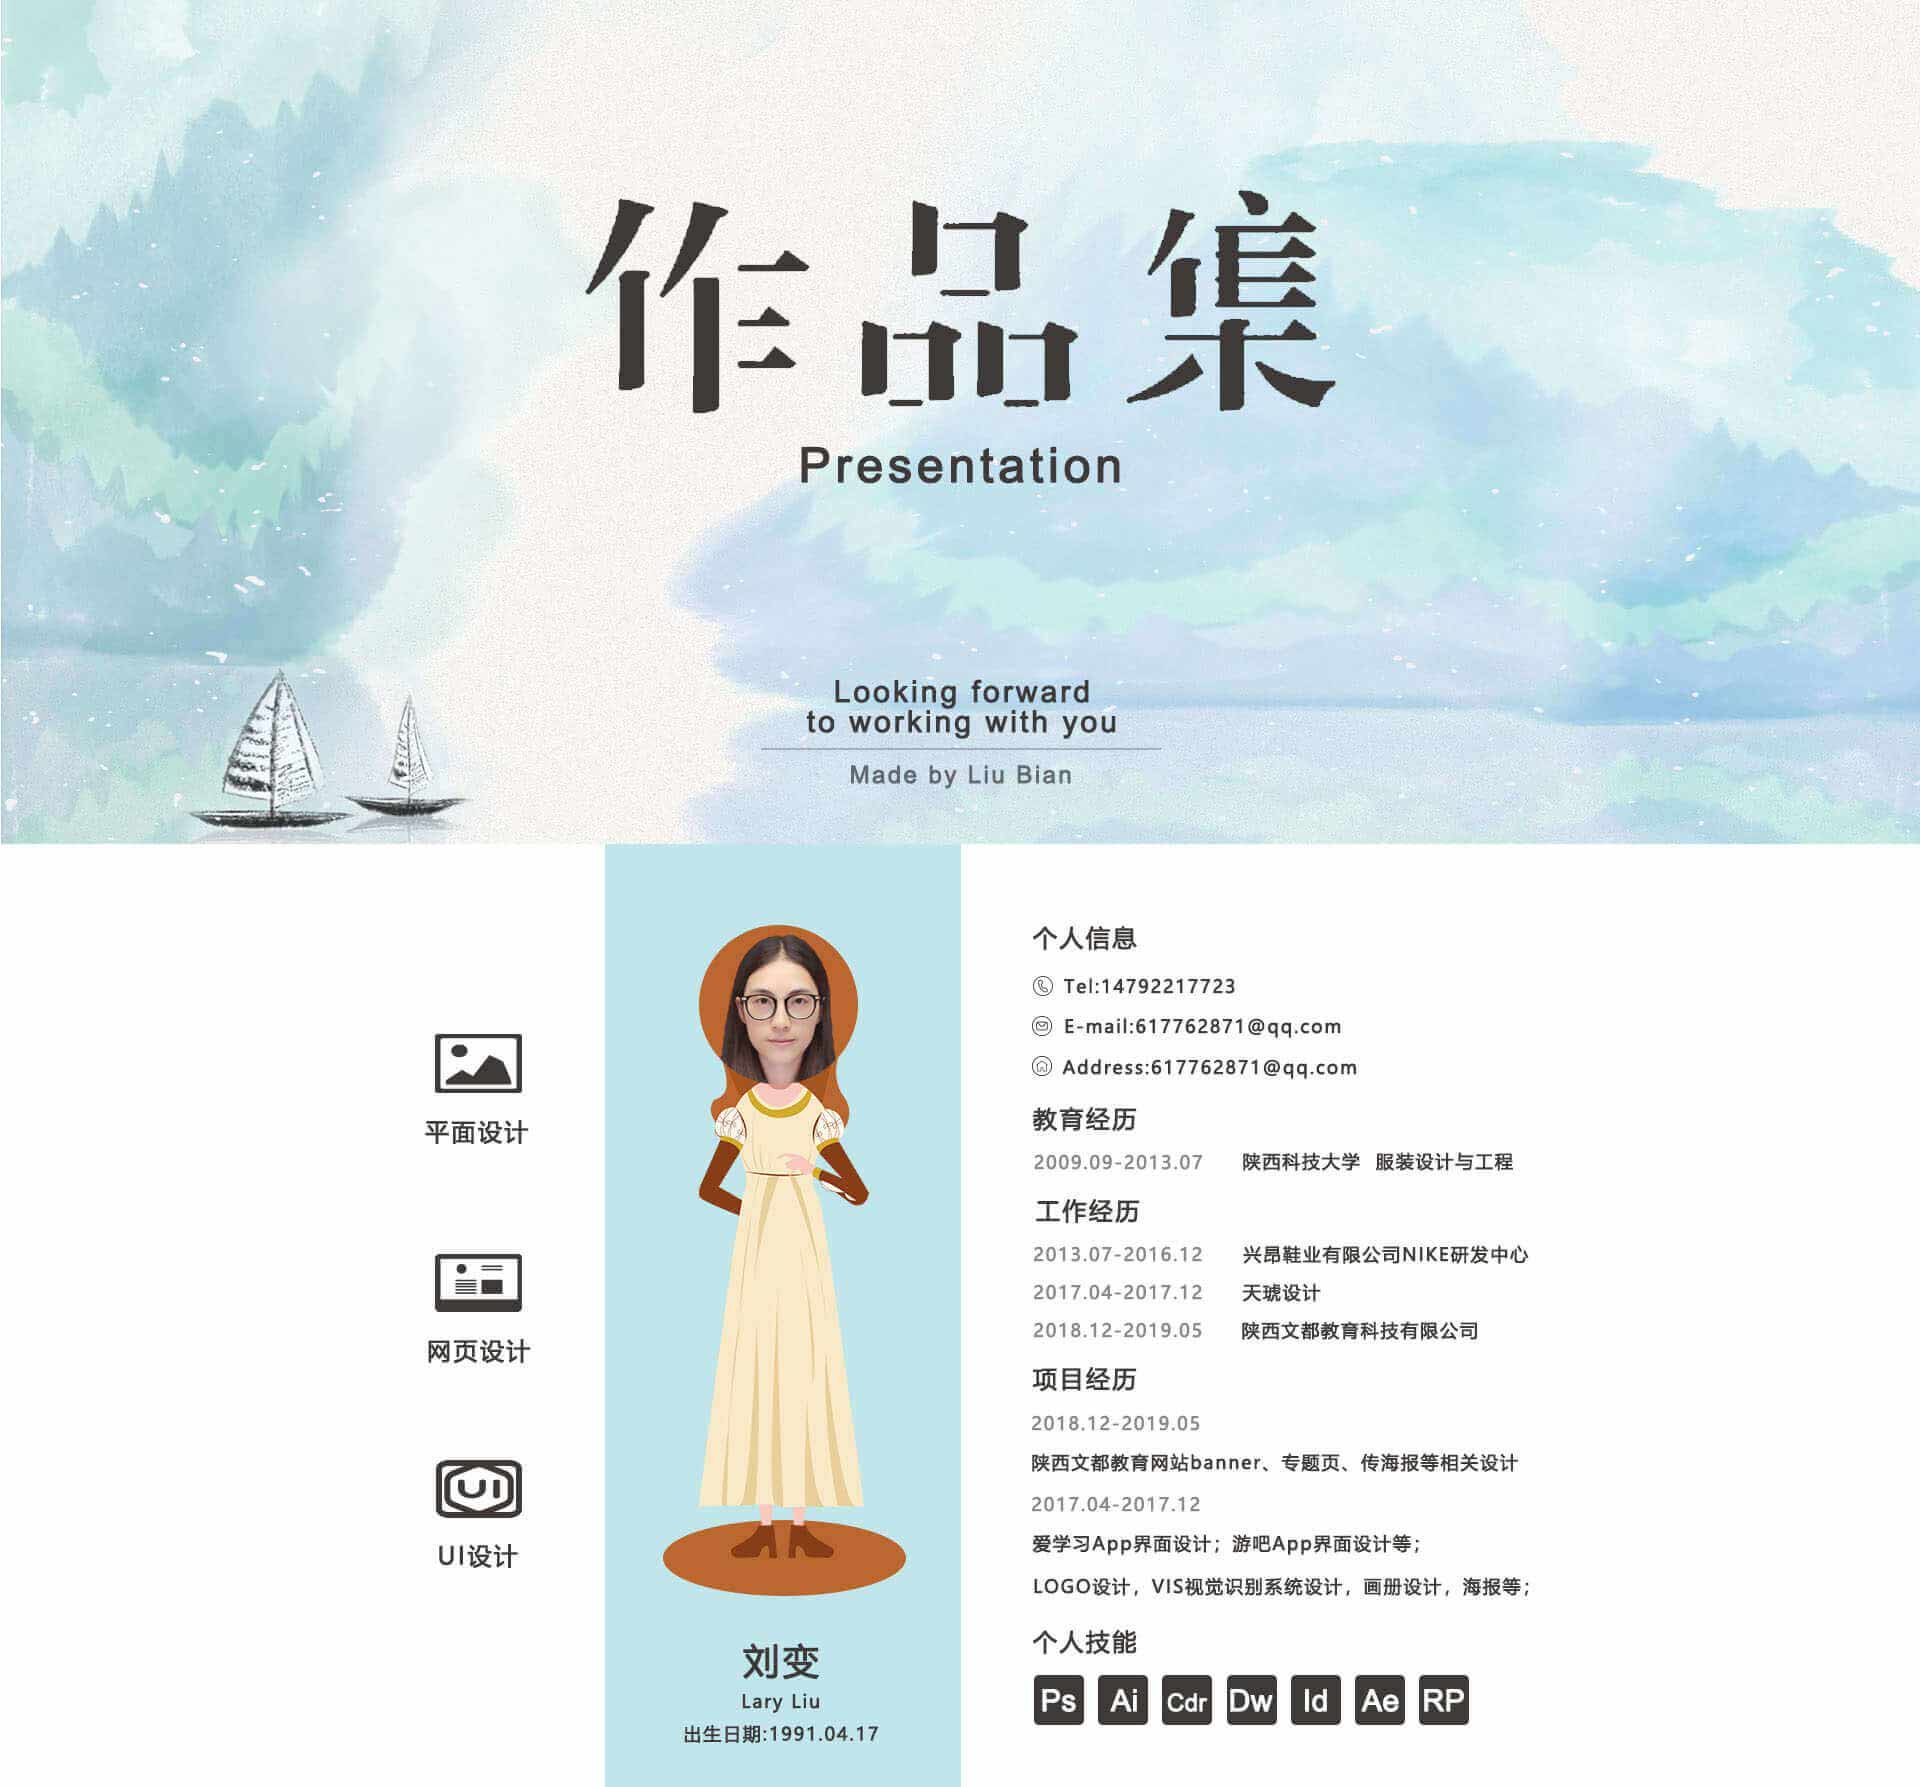 作品集
Presentation
Looking forward
to working with you
Made by Liu Bian
平面设计
网页设计
UI
UI设计
刘变
Lary Liu
出生日期:1991.04.17
个人信息
Tel:14792217723
E-mail:617762871@qq.com
Address:617762871@qq.com
教育经历
2009.09-2013.07 陕西科技大学 服装设计与工程
工作经历
2013.07-2016.12 兴昂鞋业有限公司NIKE研发中心
2017.04-2017.12 天琥设计
2018.12-2019.05 陕西文都教育科技有限公司
项目经历
2018.12-2019.05
陕西文都教育网站banner、专题页、传海报等相关设计
2017.04-2017.12
爱学习App界面设计；游吧App界面设计等；
LOGO设计，VIS视觉识别系统设计，画册设计，海报等；
个人技能
Ps Ai Cdr Dw Id Ae RP